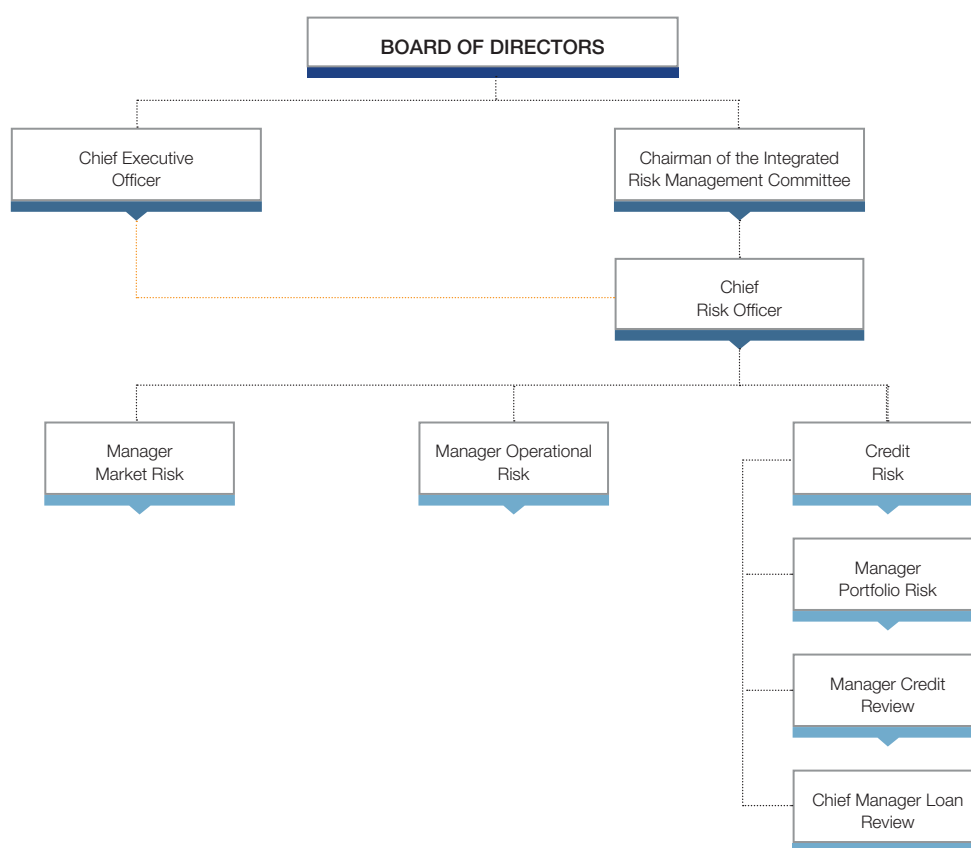 BOARD OF DIRECTORS
Chief Executive
Officer
Chairman of the Integrated
Risk Management Committee
Chief
Risk Officer
Manager
Market Risk
Manager Operational
Risk
Credit
Risk
Manager
Portfolio Risk
Manager Credit
Review
Chief Manager Loan
Review